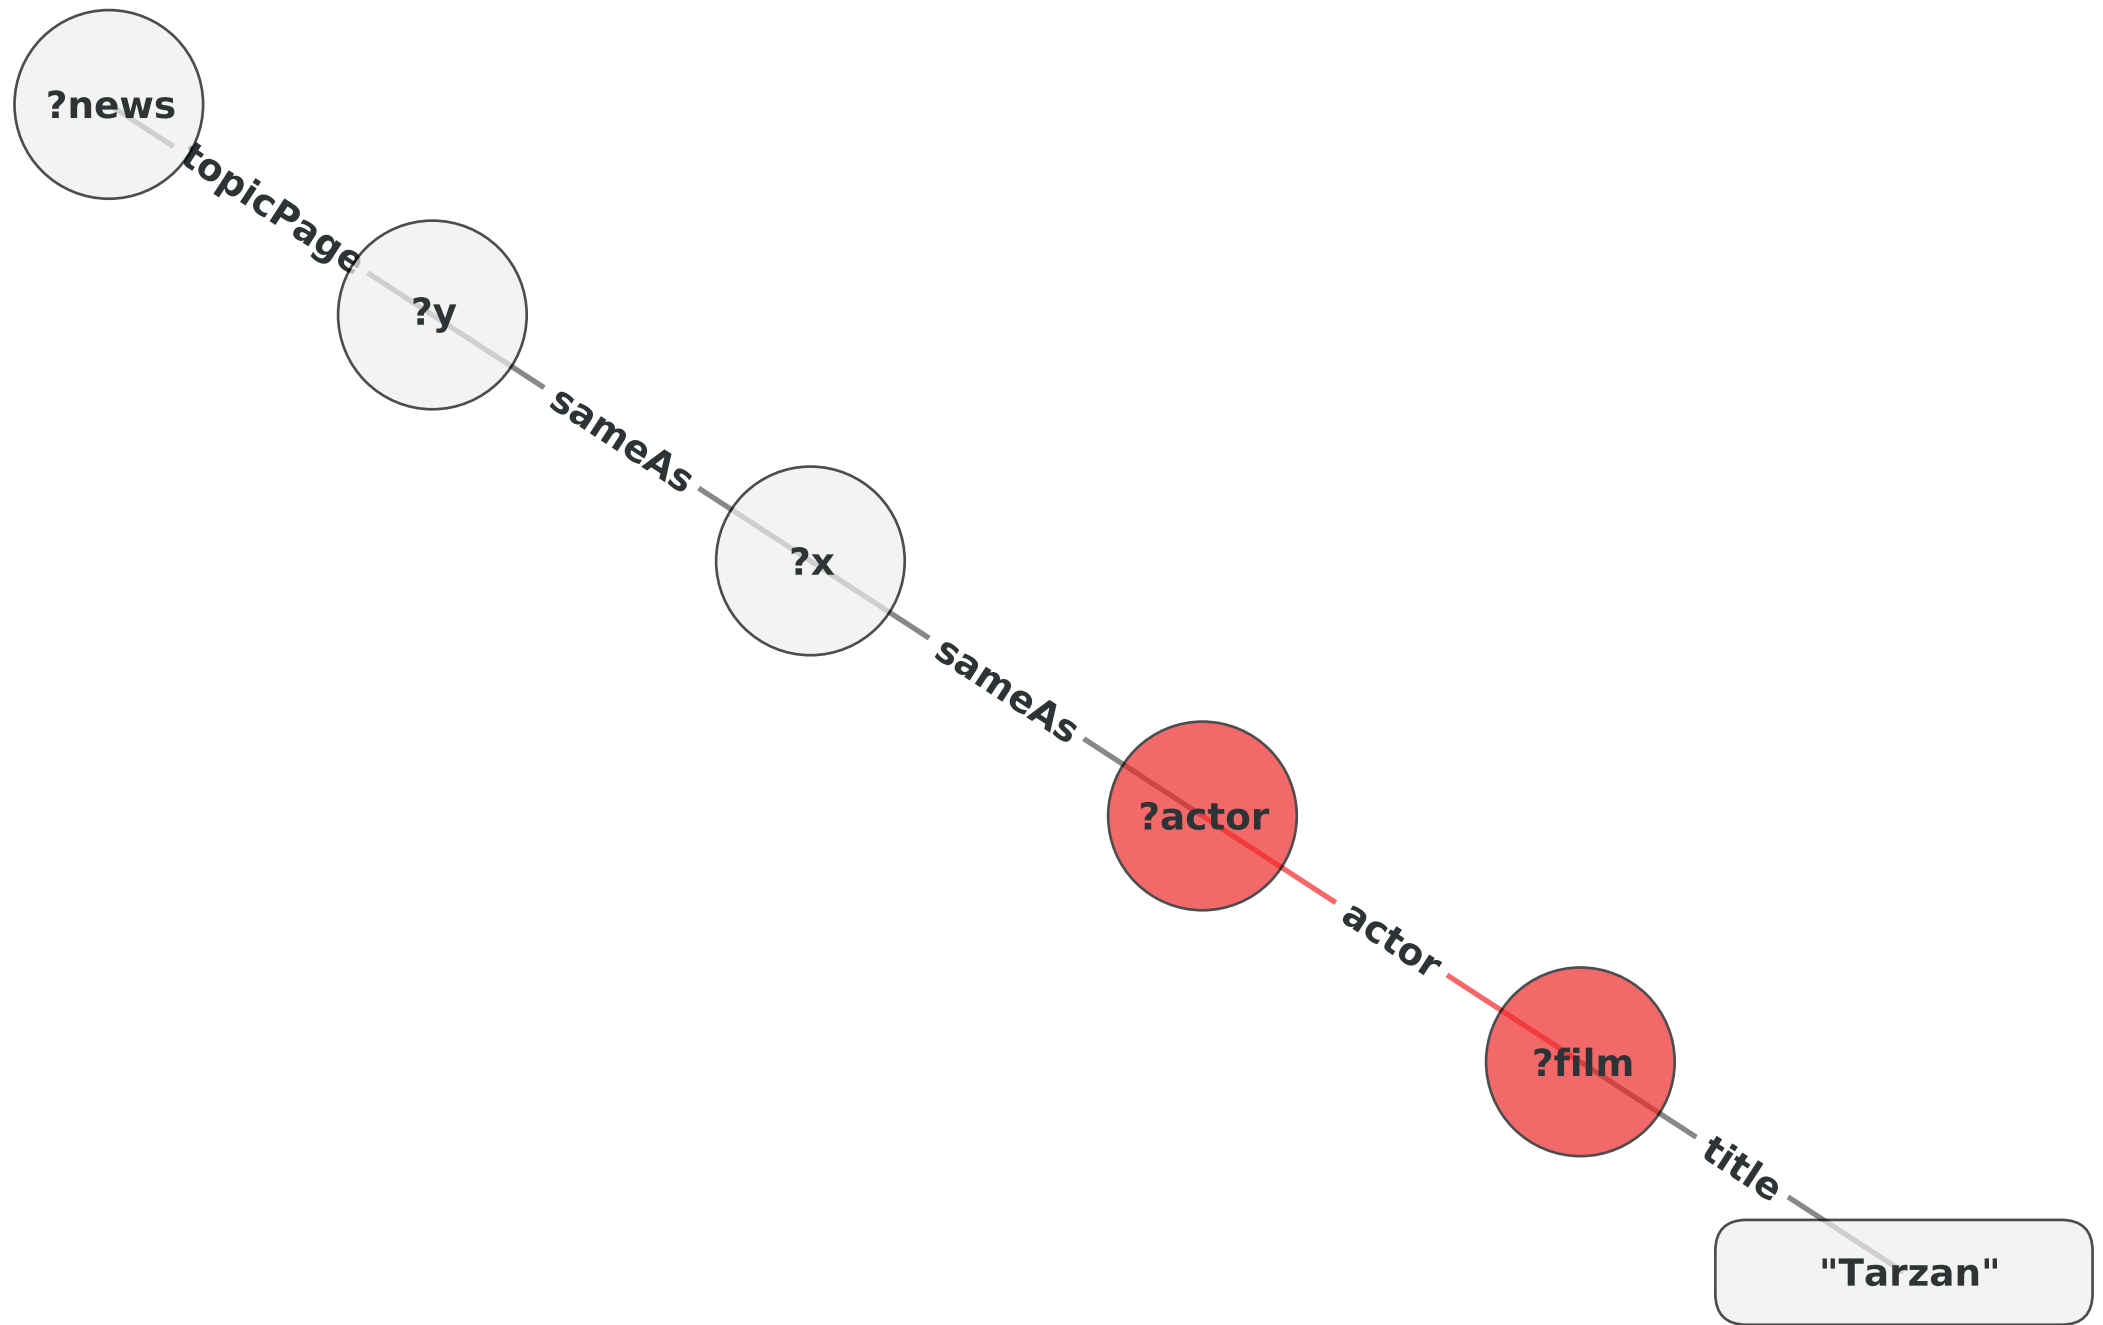 ?news
topicPage
?y
sameAs
?x
sameAs
?actor
actor
?film
title
"Tarzan"